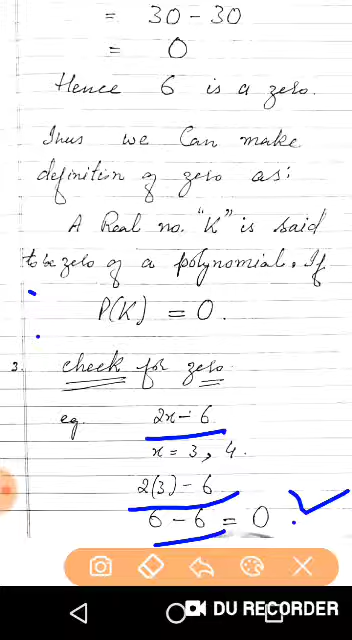 = 30 - 30
= 0
Hence 6 is a zero.
Thus we Can make
definition of zero as:
A Real no. "K" is said
to be zero of a polynomial. If
P(K) = 0.
3. check for zero
eg. 2x - 6
x = 3, 4.
2(3) - 6
6 - 6 = 0
DU RECORDER